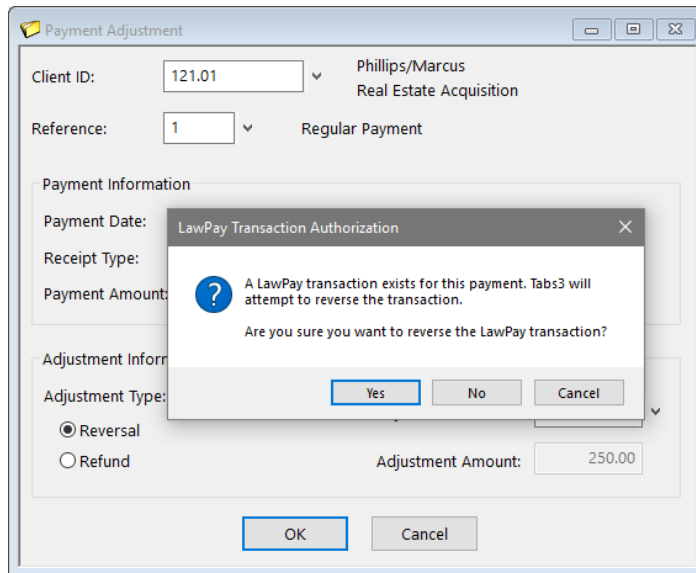 Payment Adjustment
Client ID: 121.01 Phillips/Marcus
Real Estate Acquisition
Reference: 1 Regular Payment
Payment Information
Payment Date:
Receipt Type:
Payment Amount:
LawPay Transaction Authorization
A LawPay transaction exists for this payment. Tabs3 will
attempt to reverse the transaction.
Are you sure you want to reverse the LawPay transaction?
Yes No Cancel
Adjustment Infor
Adjustment Type:
Reversal
Refund
Adjustment Amount: 250.00
OK Cancel